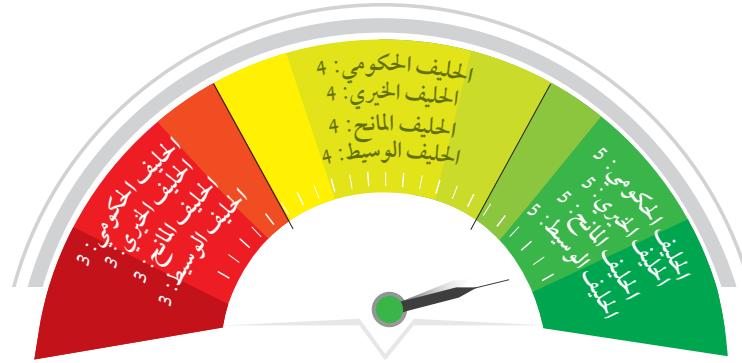 الحليف الحكومي: 4
الحليف الخيري: 4
الحليف المانح: 4
الحليف الوسيط: 4
الحليف الحكومي: 5
الحليف الخيري: 5
الحليف المانح: 5
الحليف الوسيط: 5
الحليف الحكومي: 3
الحليف الخيري: 3
الحليف المانح: 3
الحليف الوسيط: 3